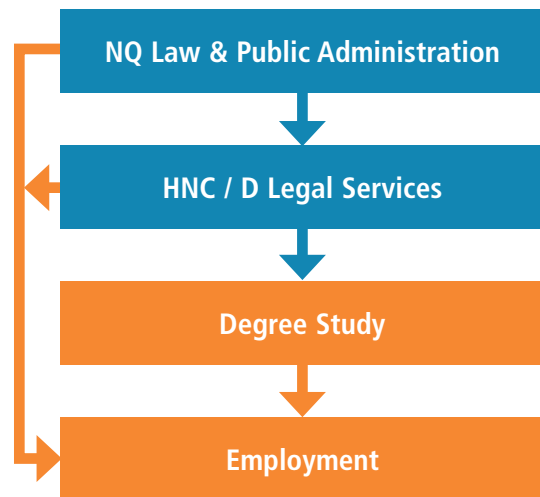 NQ Law & Public Administration
HNC / D Legal Services
Degree Study
Employment